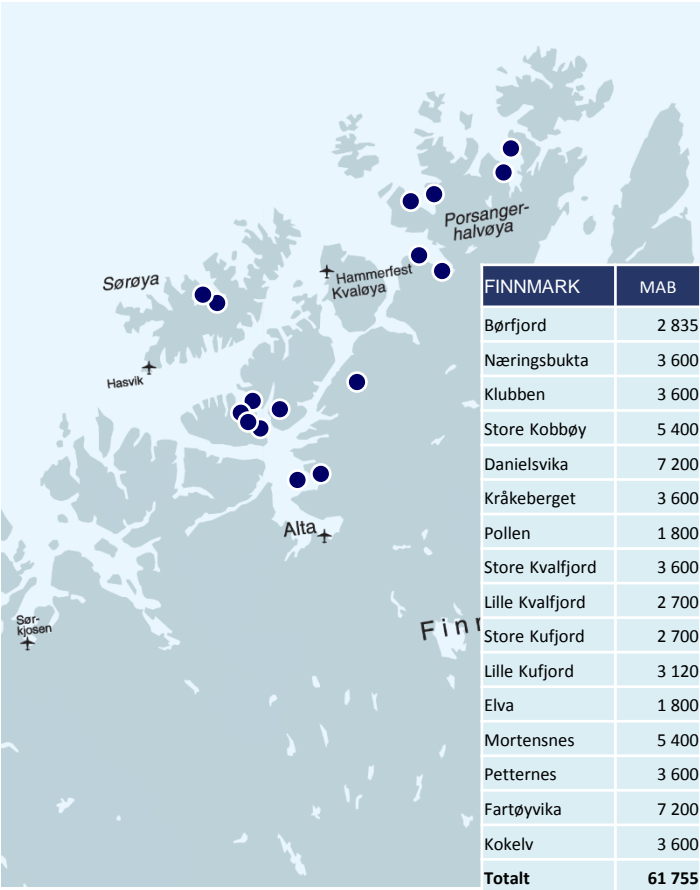 Porsanger-
halvøya
Sørøya
Hammerfest
Kvaløya
Hasvik
Alta
Sør-
kjosen
Finn
FINNMARK MAB
Børfjord 2 835
Næringsbukta 3 600
Klubben 3 600
Store Kobbøy 5 400
Danielsvika 7 200
Kråkeberget 3 600
Pollen 1 800
Store Kvalfjord 3 600
Lille Kvalfjord 2 700
Store Kufjord 2 700
Lille Kufjord 3 120
Elva 1 800
Mortensnes 5 400
Petternes 3 600
Fartøyvika 7 200
Kokelv 3 600
Totalt 61 755